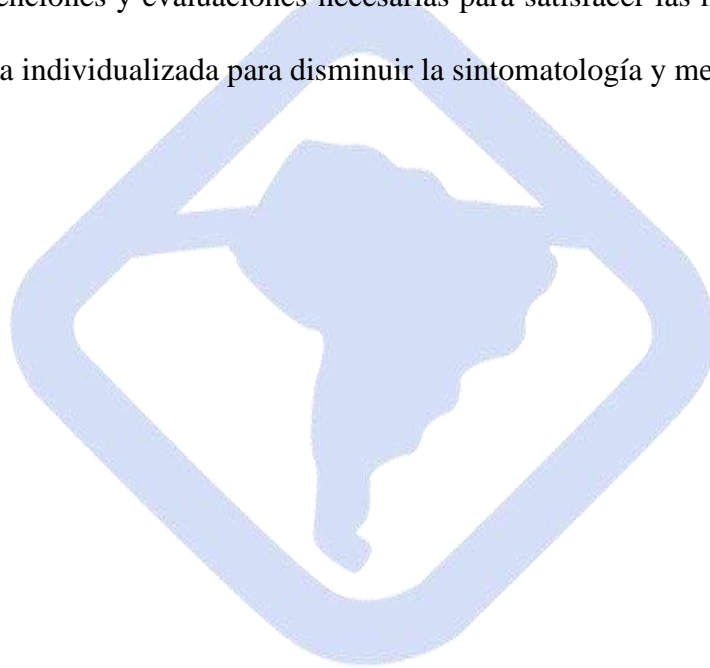 y evaluaciones necesarias para satisfacer las
individualizada para disminuir la sintomatología y